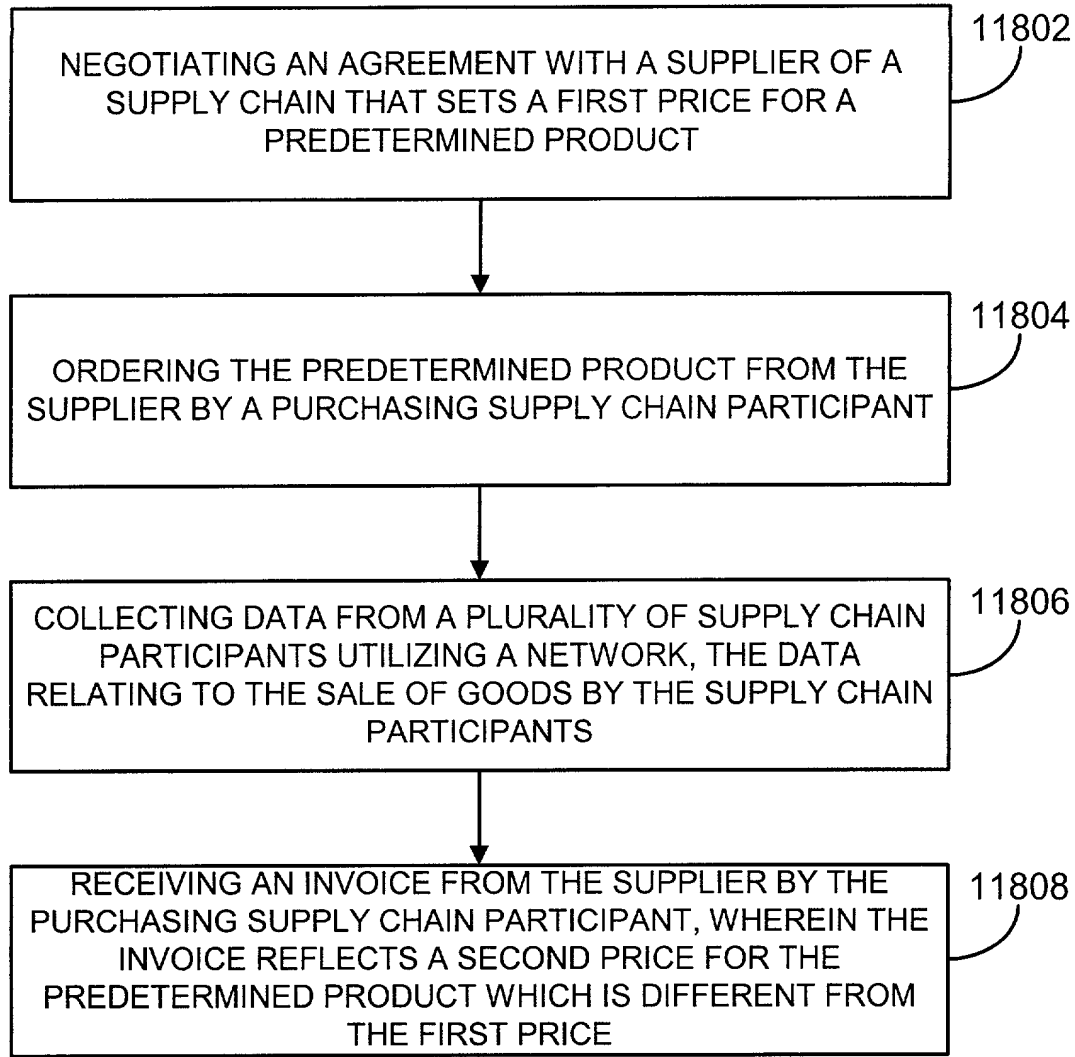 11802
NEGOTIATING AN AGREEMENT WITH A SUPPLIER OF A
SUPPLY CHAIN THAT SETS A FIRST PRICE FOR A
PREDETERMINED PRODUCT
11804
ORDERING THE PREDETERMINED PRODUCT FROM THE
SUPPLIER BY A PURCHASING SUPPLY CHAIN PARTICIPANT
11806
COLLECTING DATA FROM A PLURALITY OF SUPPLY CHAIN
PARTICIPANTS UTILIZING A NETWORK, THE DATA
RELATING TO THE SALE OF GOODS BY THE SUPPLY CHAIN
PARTICIPANTS
11808
RECEIVING AN INVOICE FROM THE SUPPLIER BY THE
PURCHASING SUPPLY CHAIN PARTICIPANT, WHEREIN THE
INVOICE REFLECTS A SECOND PRICE FOR THE
PREDETERMINED PRODUCT WHICH IS DIFFERENT FROM
THE FIRST PRICE